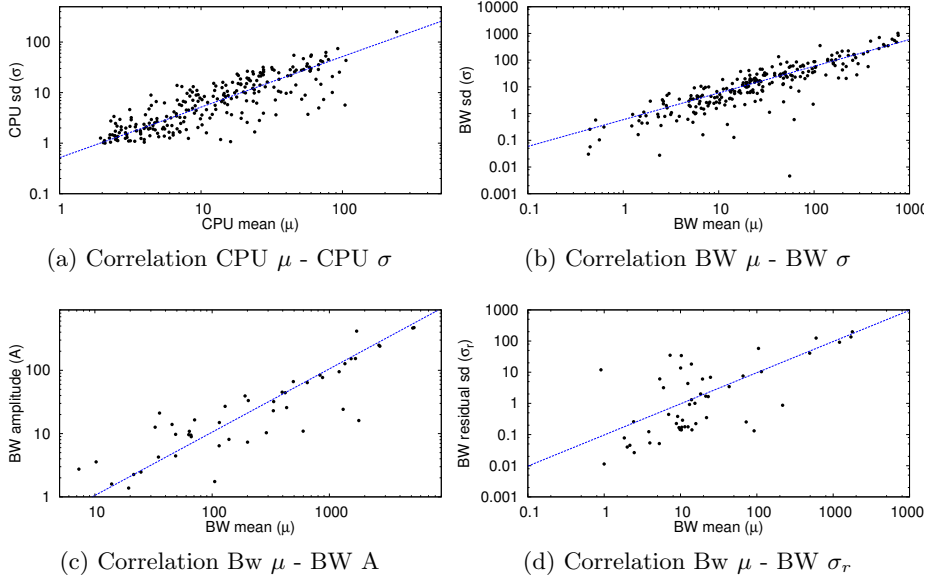 100
10
1
0.1
CPU sd (σ)
1 10 100
CPU mean (μ)
(a) Correlation CPU μ - CPU σ
1000
100
10
1
0.1
0.01
0.001
BW sd (σ)
0.1 1 10 100 1000
BW mean (μ)
(b) Correlation BW μ - BW σ
100
10
1
BW amplitude (A)
10 100 1000
BW mean (μ)
(c) Correlation Bw μ - BW A
1000
100
10
1
0.1
0.01
0.001
BW residual sd (σr)
0.1 1 10 100 1000
BW mean (μ)
(d) Correlation Bw μ - BW σr